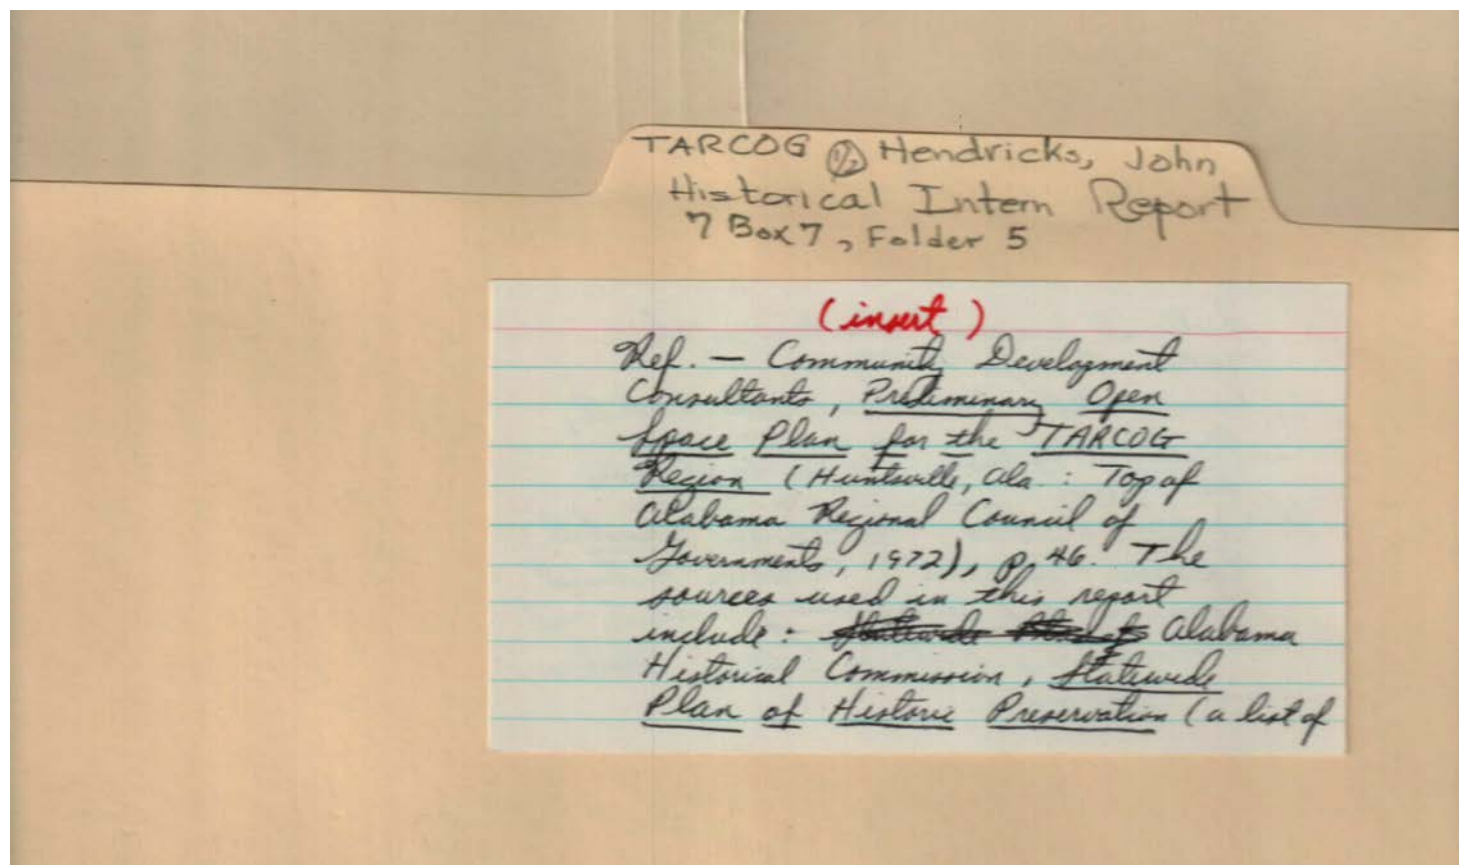 TARCOG 1/2 Hendricks, John
Historical Intern Report
7 Box 7, Folder 5
(insert)
Ref. — Community Development
Consultants, Preliminary Open
Space Plan for the TARCOG
Region (Huntsville, Ala. : Top of
Alabama Regional Council of
Governments, 1972), p. 46. The
sources used in this report
include: Alabama
Historical Commission, Statewide
Plan of Historic Preservation (a list of